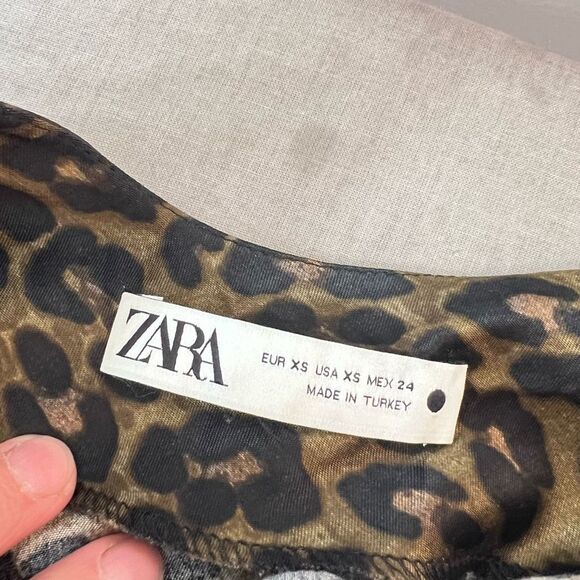 ZARA
EUR XS USA XS MEX 24
MADE IN TURKEY